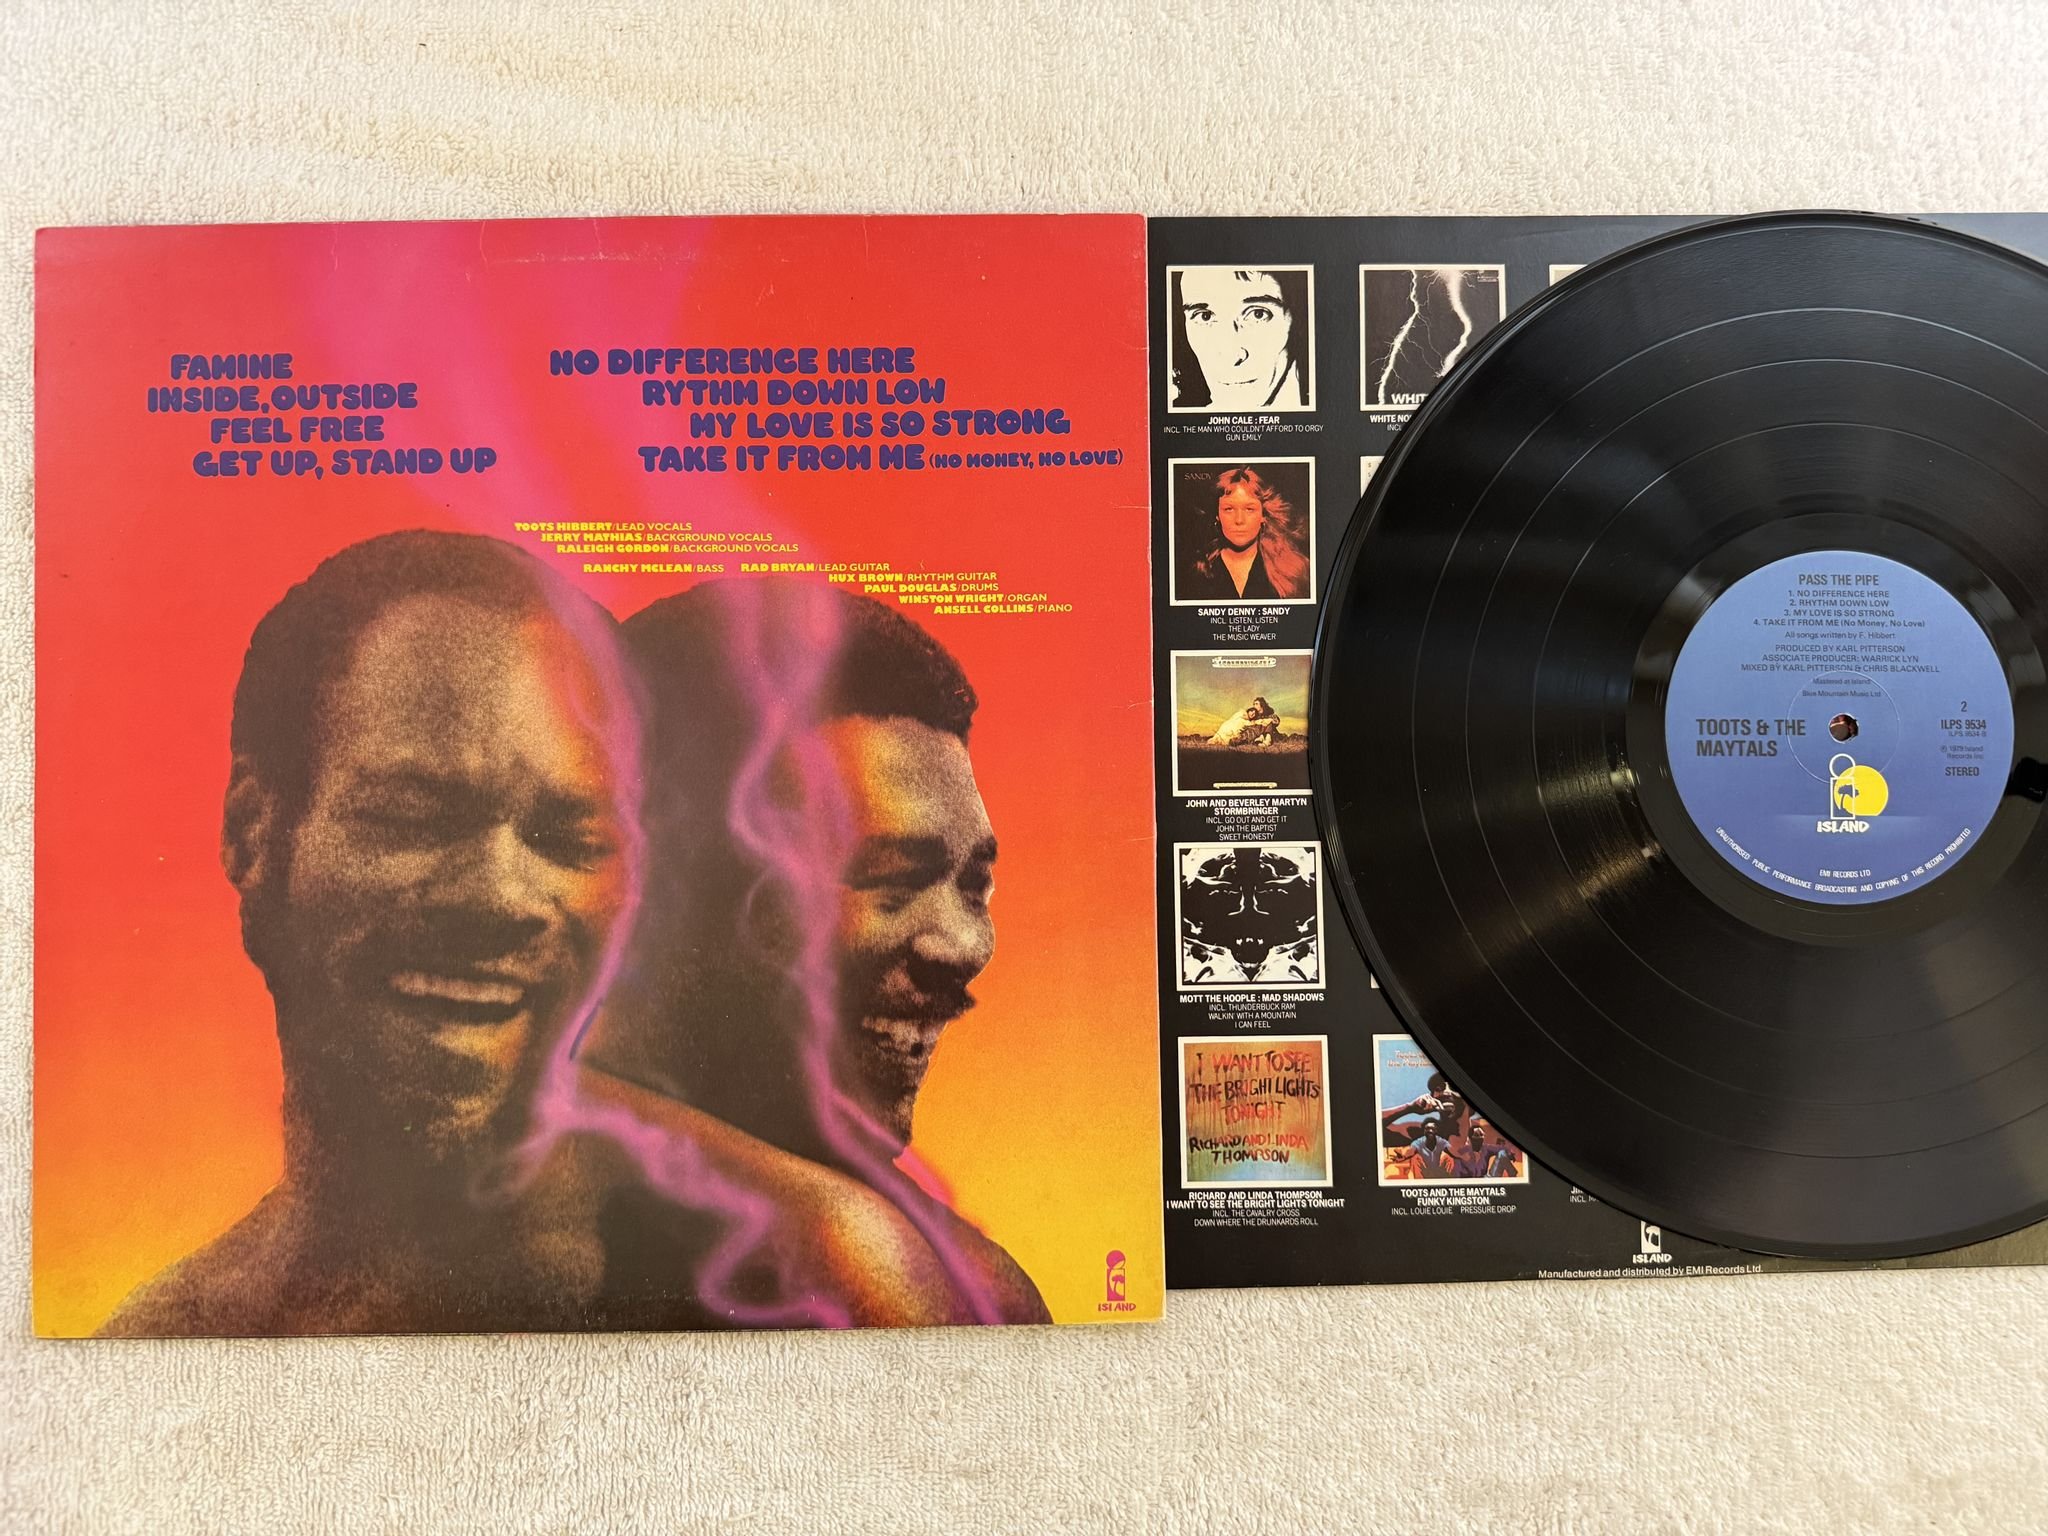 FAMINE
INSIDE, OUTSIDE
FEEL FREE
GET UP, STAND UP
NO DIFFERENCE HERE
RYTHM DOWN LOW
MY LOVE IS SO STRONG
TAKE IT FROM ME (NO MONEY, NO LOVE)
TOOTS HIBBERT/LEAD VOCALS
JERRY MATHIAS/BACKGROUND VOCALS
RALEIGH GORDON/BACKGROUND VOCALS
RANCHY MCLEAN/BASS RAD BRYAN/LEAD GUITAR
HUX BROWN/RHYTHM GUITAR
PAUL DOUGLAS/DRUMS
WINSTON WRIGHT/ORGAN
ANSELL COLLINS/PIANO
ISLAND
JOHN CALE : FEAR
INCL. THE MAN WHO COULDN'T AFFORD TO ORGY
GUN EMILY
WHIT
WHITE NO
INCL
SANDY
SANDY DENNY : SANDY
INCL. LISTEN, LISTEN
THE LADY
THE MUSIC WEAVER
JOHN AND BEVERLEY MARTYN
STORMBRINGER
INCL. GO OUT AND GET IT
JOHN THE BAPTIST
SWEET HONESTY
MOTT THE HOOPLE : MAD SHADOWS
INCL. THUNDERBUCK RAM
WALKIN' WITH A MOUNTAIN
I CAN FEEL
I WANT TO SEE
THE BRIGHT LIGHTS
TONIGHT
RICHARD AND LINDA
THOMPSON
RICHARD AND LINDA THOMPSON
I WANT TO SEE THE BRIGHT LIGHTS TONIGHT
INCL. THE CAVALRY CROSS
DOWN WHERE THE DRUNKARDS ROLL
TOOTS AND THE MAYTALS
FUNKY KINGSTON
INCL. LOUIE LOUIE PRESSURE DROP
ISLAND
Manufactured and distributed by EMI Records Ltd.
PASS THE PIPE
1. NO DIFFERENCE HERE
2. RHYTHM DOWN LOW
3. MY LOVE IS SO STRONG
4. TAKE IT FROM ME (No Money, No Love)
All songs written by F. Hibbert
PRODUCED BY KARL PITTERSON
ASSOCIATE PRODUCER: WARRICK LYN
MIXED BY KARL PITTERSON & CHRIS BLACKWELL
Mastered at Island
Blue Mountain Music Ltd
TOOTS & THE
MAYTALS
2
ILPS 9534
ILPS 9534-B
℗ 1979 Island
Records Inc
STEREO
ISLAND
EMI RECORDS LTD
UNAUTHORISED PUBLIC PERFORMANCE BROADCASTING AND COPYING OF THIS RECORD PROHIBITED